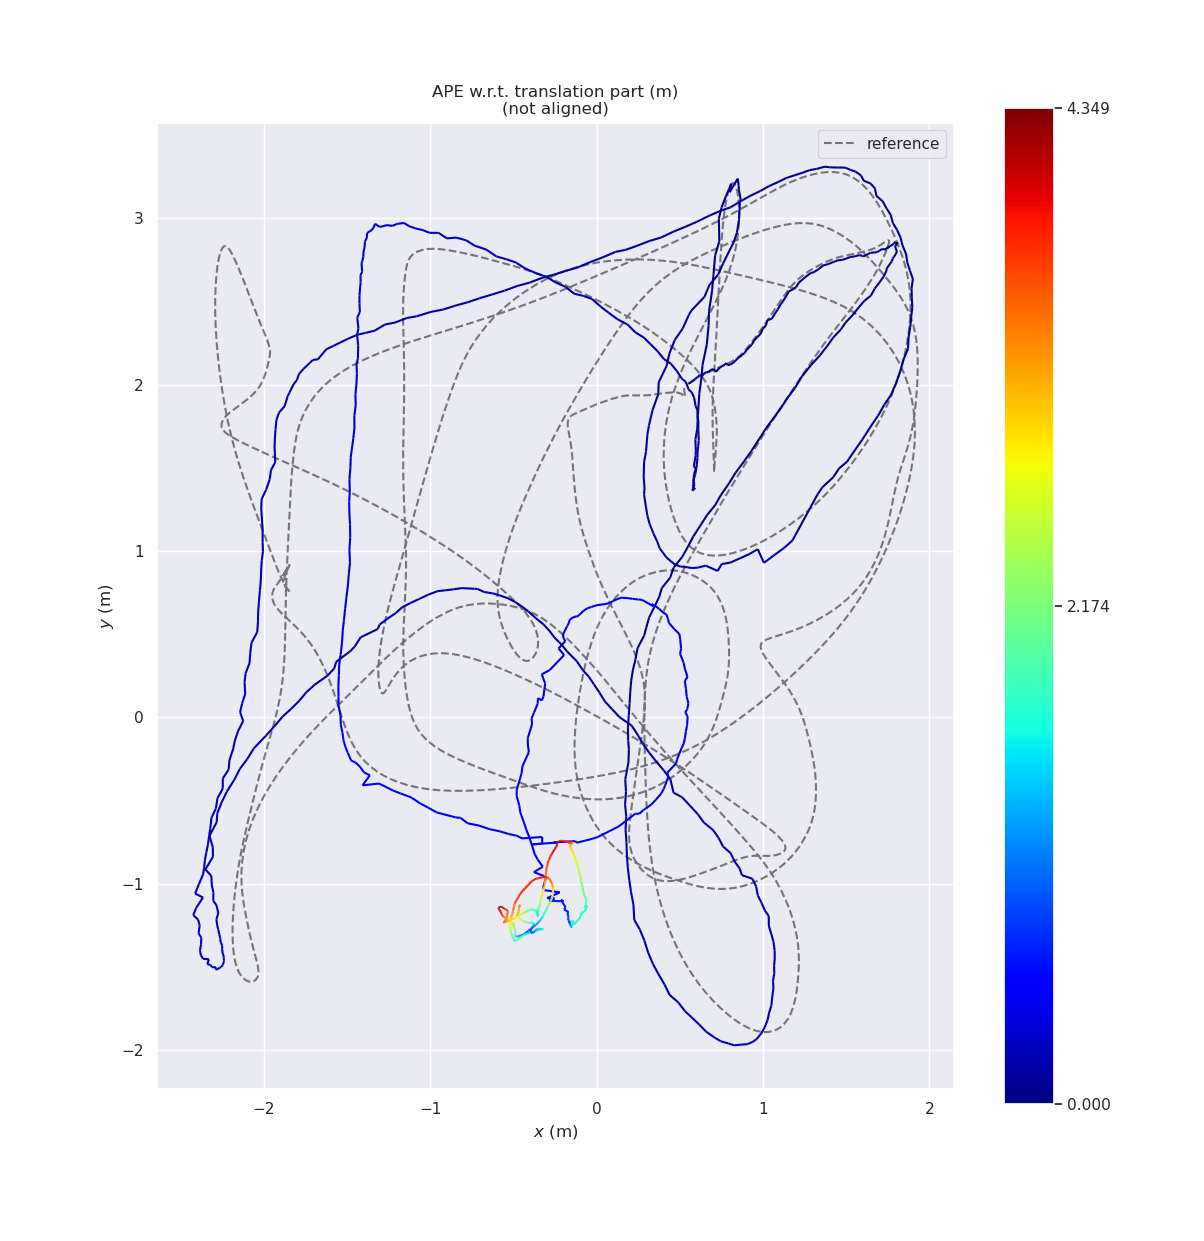 APE w.r.t. translation part (m)
(not aligned)
reference
4.349
2.174
0.000
3
2
1
0
−1
−2
y (m)
−2
−1
0
1
2
x (m)